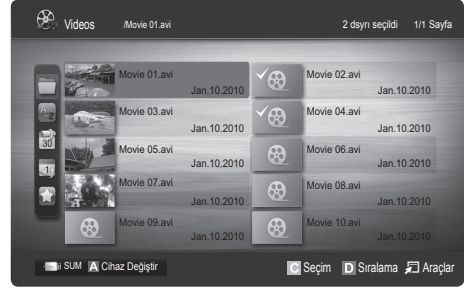 Videos /Movie 01.avi 2 dsyrı seçildi 1/1 Sayfa
Movie 01.avi
Jan.10.2010
Movie 02.avi
Jan.10.2010
Movie 03.avi
Jan.10.2010
Movie 04.avi
Jan.10.2010
Movie 05.avi
Jan.10.2010
Movie 06.avi
Jan.10.2010
Movie 07.avi
Jan.10.2010
Movie 08.avi
Jan.10.2010
Movie 09.avi
Jan.10.2010
Movie 10.avi
Jan.10.2010
A Z
30
1
SUM A Cihaz Değiştir C Seçim D Sıralama Araçlar